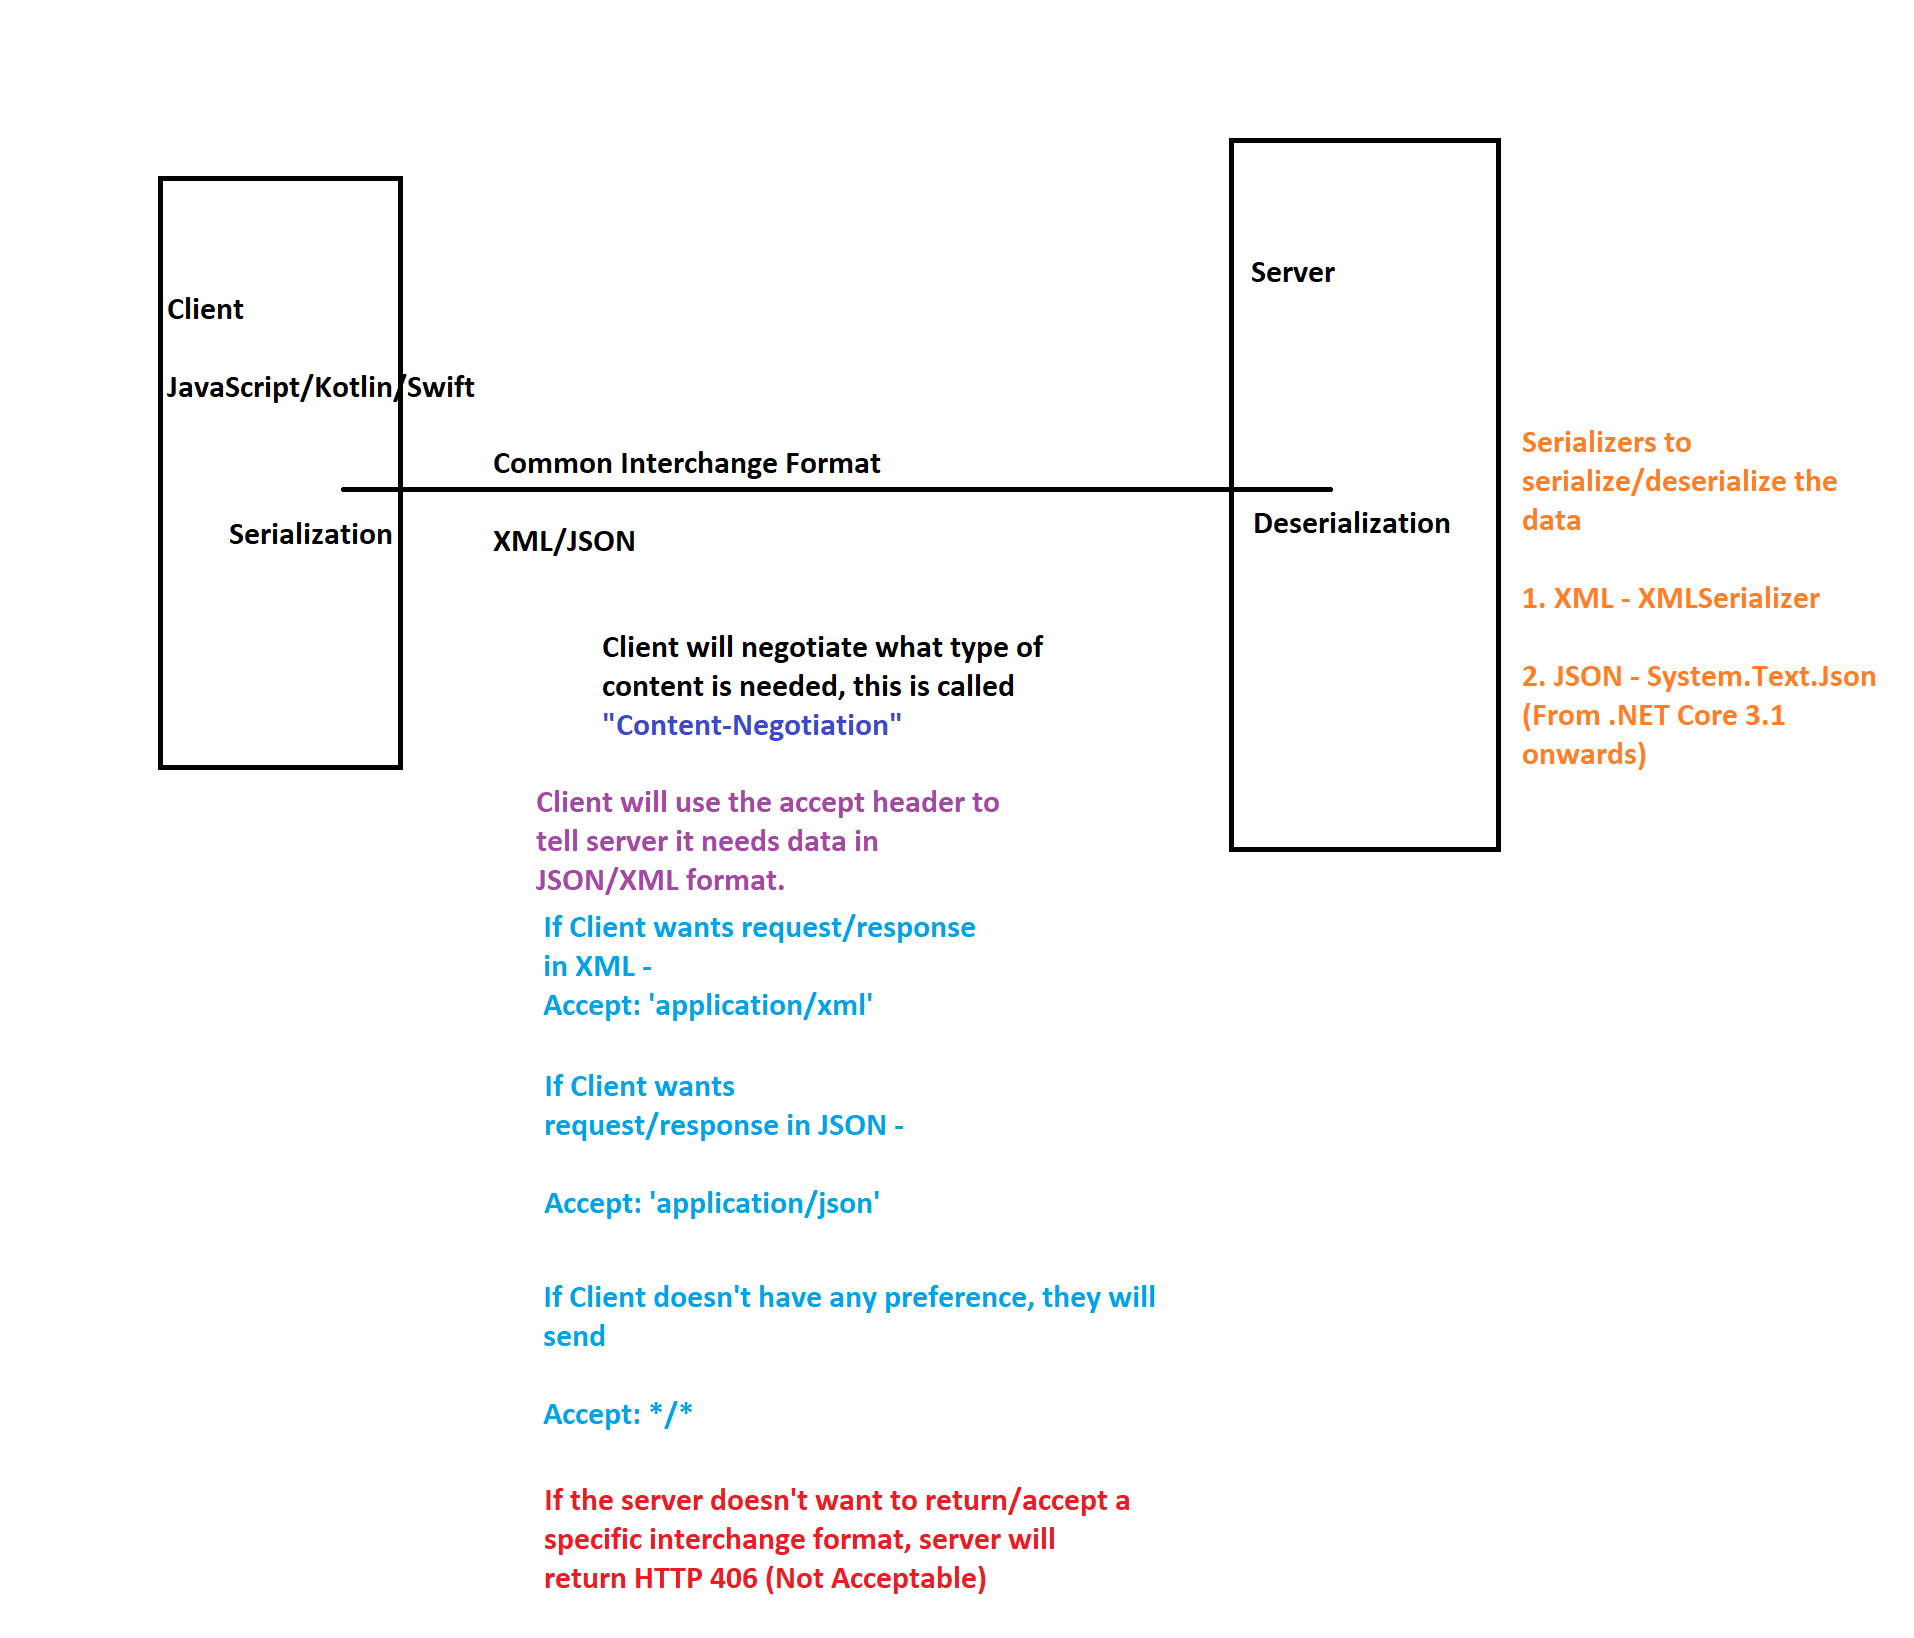 Client
JavaScript/Kotlin/Swift
Serialization
Common Interchange Format
XML/JSON
Server
Deserialization
Serializers to
serialize/deserialize the
data
1. XML - XMLSerializer
2. JSON - System.Text.Json
(From .NET Core 3.1
onwards)
Client will negotiate what type of
content is needed, this is called
"Content-Negotiation"
Client will use the accept header to
tell server it needs data in
JSON/XML format.
If Client wants request/response
in XML -
Accept: 'application/xml'
If Client wants
request/response in JSON -
Accept: 'application/json'
If Client doesn't have any preference, they will
send
Accept: */*
If the server doesn't want to return/accept a
specific interchange format, server will
return HTTP 406 (Not Acceptable)